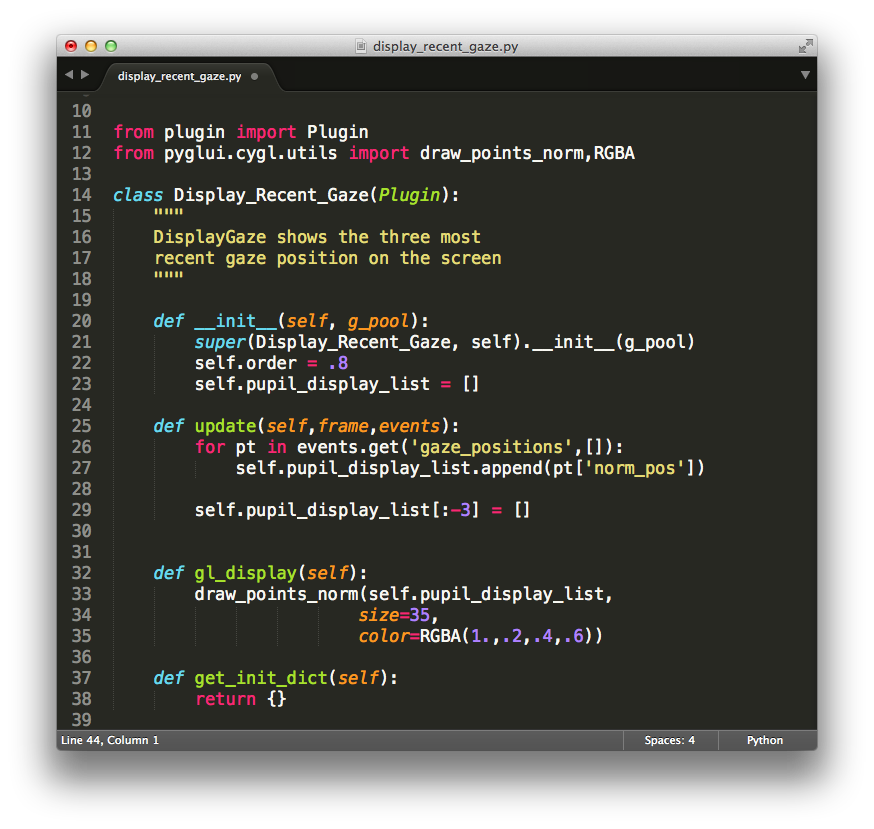 display_recent_gaze.py
display_recent_gaze.py
10
11 from plugin import Plugin
12 from pyglui.cygl.utils import draw_points_norm,RGBA
13
14 class Display_Recent_Gaze(Plugin):
15     """
16     DisplayGaze shows the three most
17     recent gaze position on the screen
18     """
19
20     def __init__(self, g_pool):
21         super(Display_Recent_Gaze, self).__init__(g_pool)
22         self.order = .8
23         self.pupil_display_list = []
24
25     def update(self,frame,events):
26         for pt in events.get('gaze_positions',[]):
27             self.pupil_display_list.append(pt['norm_pos'])
28
29         self.pupil_display_list[:-3] = []
30
31
32     def gl_display(self):
33         draw_points_norm(self.pupil_display_list,
34                         size=35,
35                         color=RGBA(1.,.2,.4,.6))
36
37     def get_init_dict(self):
38         return {}
39
Line 44, Column 1 Spaces: 4 Python